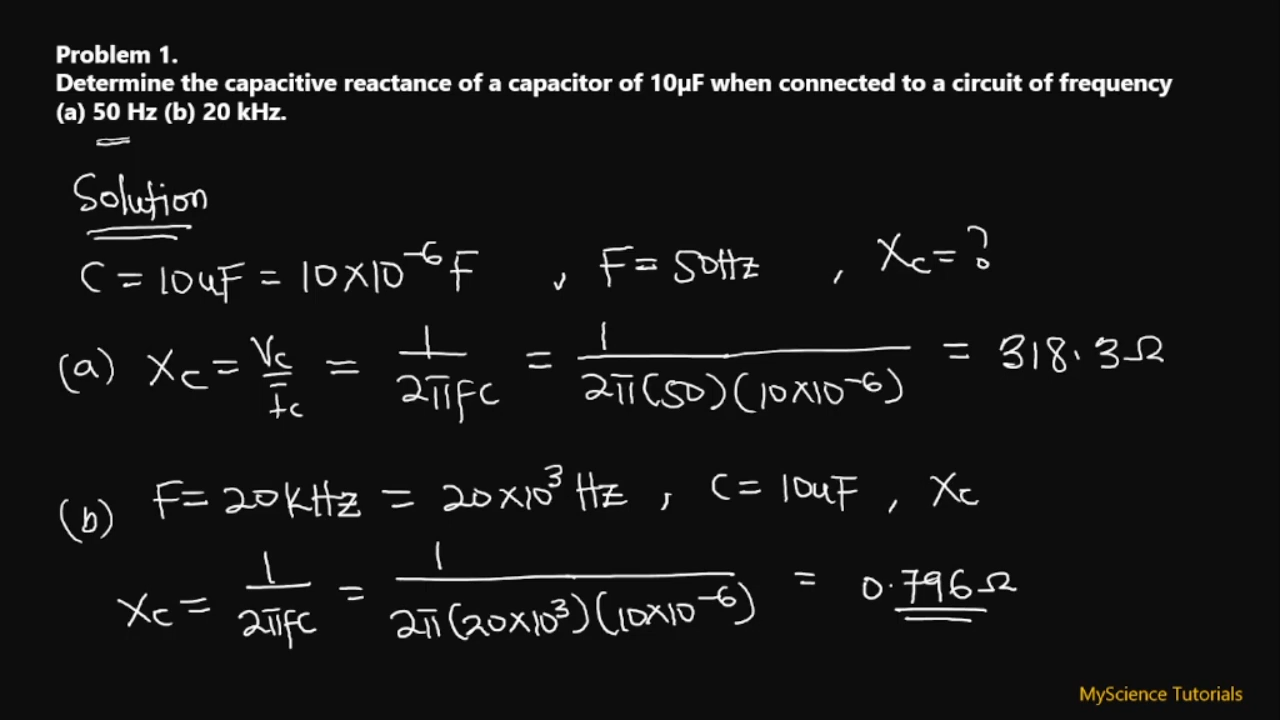 Problem 1.
Determine the capacitive reactance of a capacitor of 10µF when connected to a circuit of frequency
(a) 50 Hz (b) 20 kHz.
Solution
C = 10uF = 10×10⁻⁶ F , F = 50Hz , Xc = ?
(a) Xc = Vc/Ic = 1/2πFC = 1/2π(50)(10×10⁻⁶) = 318.3Ω
(b) F = 20kHz = 20×10³ Hz , C = 10uF , Xc
Xc = 1/2πFC = 1/2π(20×10³)(10×10⁻⁶) = 0.796Ω
MyScience Tutorials